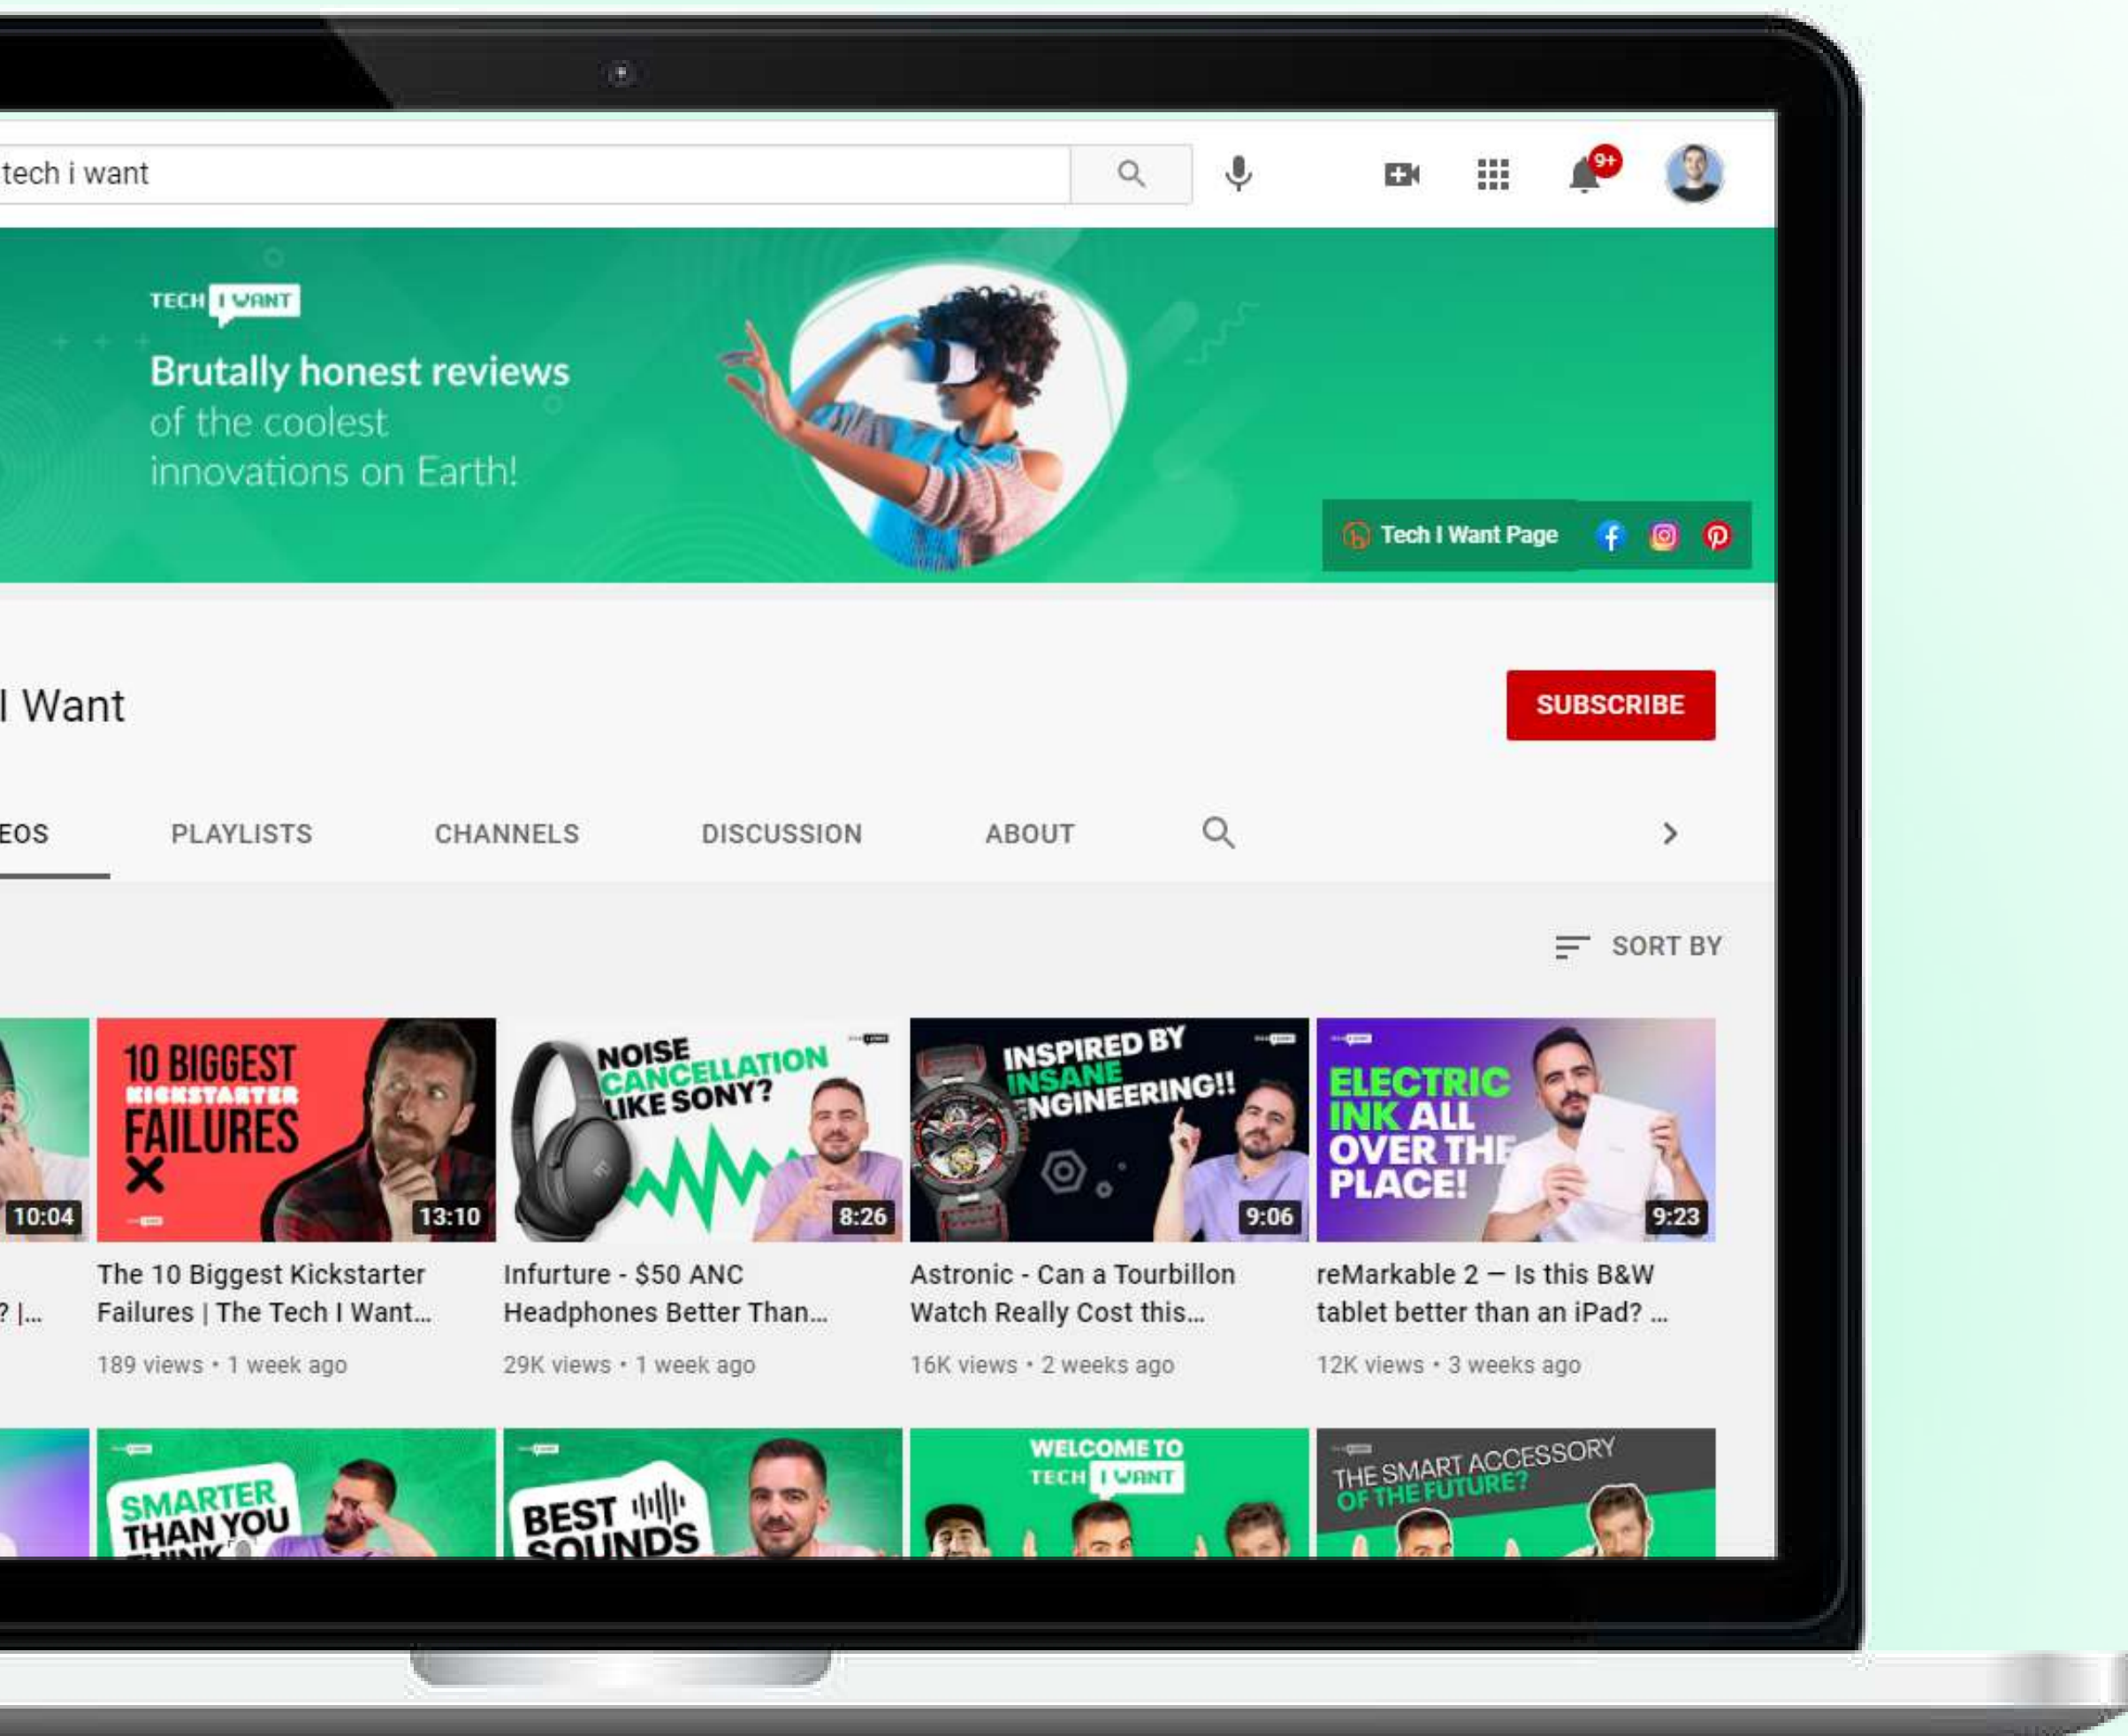 tech i want
9+
TECH I WANT
Brutally honest reviews
of the coolest
innovations on Earth!
Tech I Want Page
I Want
SUBSCRIBE
EOS
PLAYLISTS
CHANNELS
DISCUSSION
ABOUT
SORT BY
10:04
? |...
10 BIGGEST
KICKSTARTER
FAILURES
13:10
The 10 Biggest Kickstarter
Failures | The Tech I Want...
189 views • 1 week ago
NOISE
CANCELLATION
LIKE SONY?
8:26
Infurture - $50 ANC
Headphones Better Than...
29K views • 1 week ago
INSPIRED BY
INSANE
ENGINEERING!!
9:06
Astronic - Can a Tourbillon
Watch Really Cost this...
16K views • 2 weeks ago
ELECTRIC
INK ALL
OVER THE
PLACE!
9:23
reMarkable 2 – Is this B&W
tablet better than an iPad? ...
12K views • 3 weeks ago
SMARTER
THAN YOU
THINK
BEST
SOUNDS
WELCOME TO
TECH I WANT
THE SMART ACCESSORY
OF THE FUTURE?